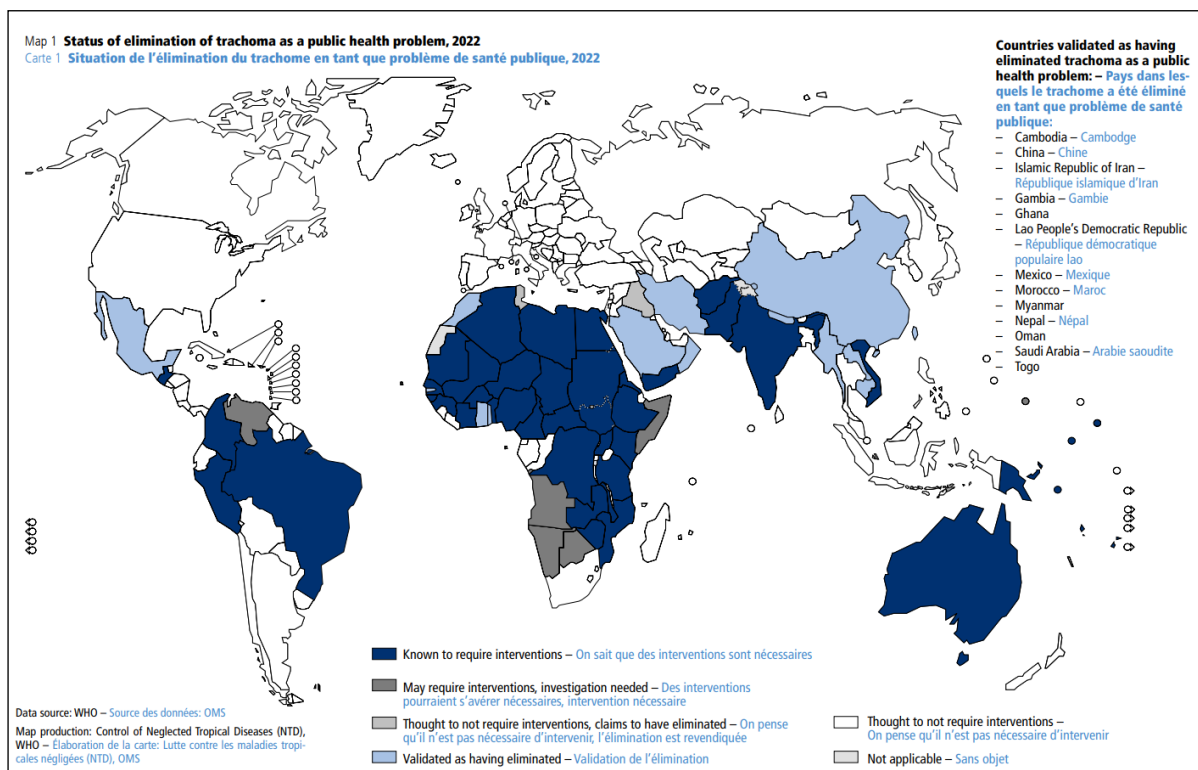 Map 1 Status of elimination of trachoma as a public health problem, 2022
Carte 1 Situation de l'élimination du trachome en tant que problème de santé publique, 2022
Countries validated as having
eliminated trachoma as a public
health problem: – Pays dans les-
quels le trachome a été éliminé
en tant que problème de santé
publique:
– Cambodia – Cambodge
– China – Chine
– Islamic Republic of Iran –
République islamique d'Iran
– Gambia – Gambie
– Ghana
– Lao People's Democratic Republic
– République démocratique
populaire lao
– Mexico – Mexique
– Morocco – Maroc
– Myanmar
– Nepal – Népal
– Oman
– Saudi Arabia – Arabie saoudite
– Togo
Known to require interventions – On sait que des interventions sont nécessaires
May require interventions, investigation needed – Des interventions
pourraient s'avérer nécessaires, intervention nécessaire
Thought to not require interventions, claims to have eliminated – On pense
qu'il n'est pas nécessaire d'intervenir, l'élimination est revendiquée
Validated as having eliminated – Validation de l'élimination
Thought to not require interventions –
On pense qu'il n'est pas nécessaire d'intervenir
Not applicable – Sans objet
Data source: WHO – Source des données: OMS
Map production: Control of Neglected Tropical Diseases (NTD),
WHO – Élaboration de la carte: Lutte contre les maladies tropi-
cales négligées (NTD), OMS